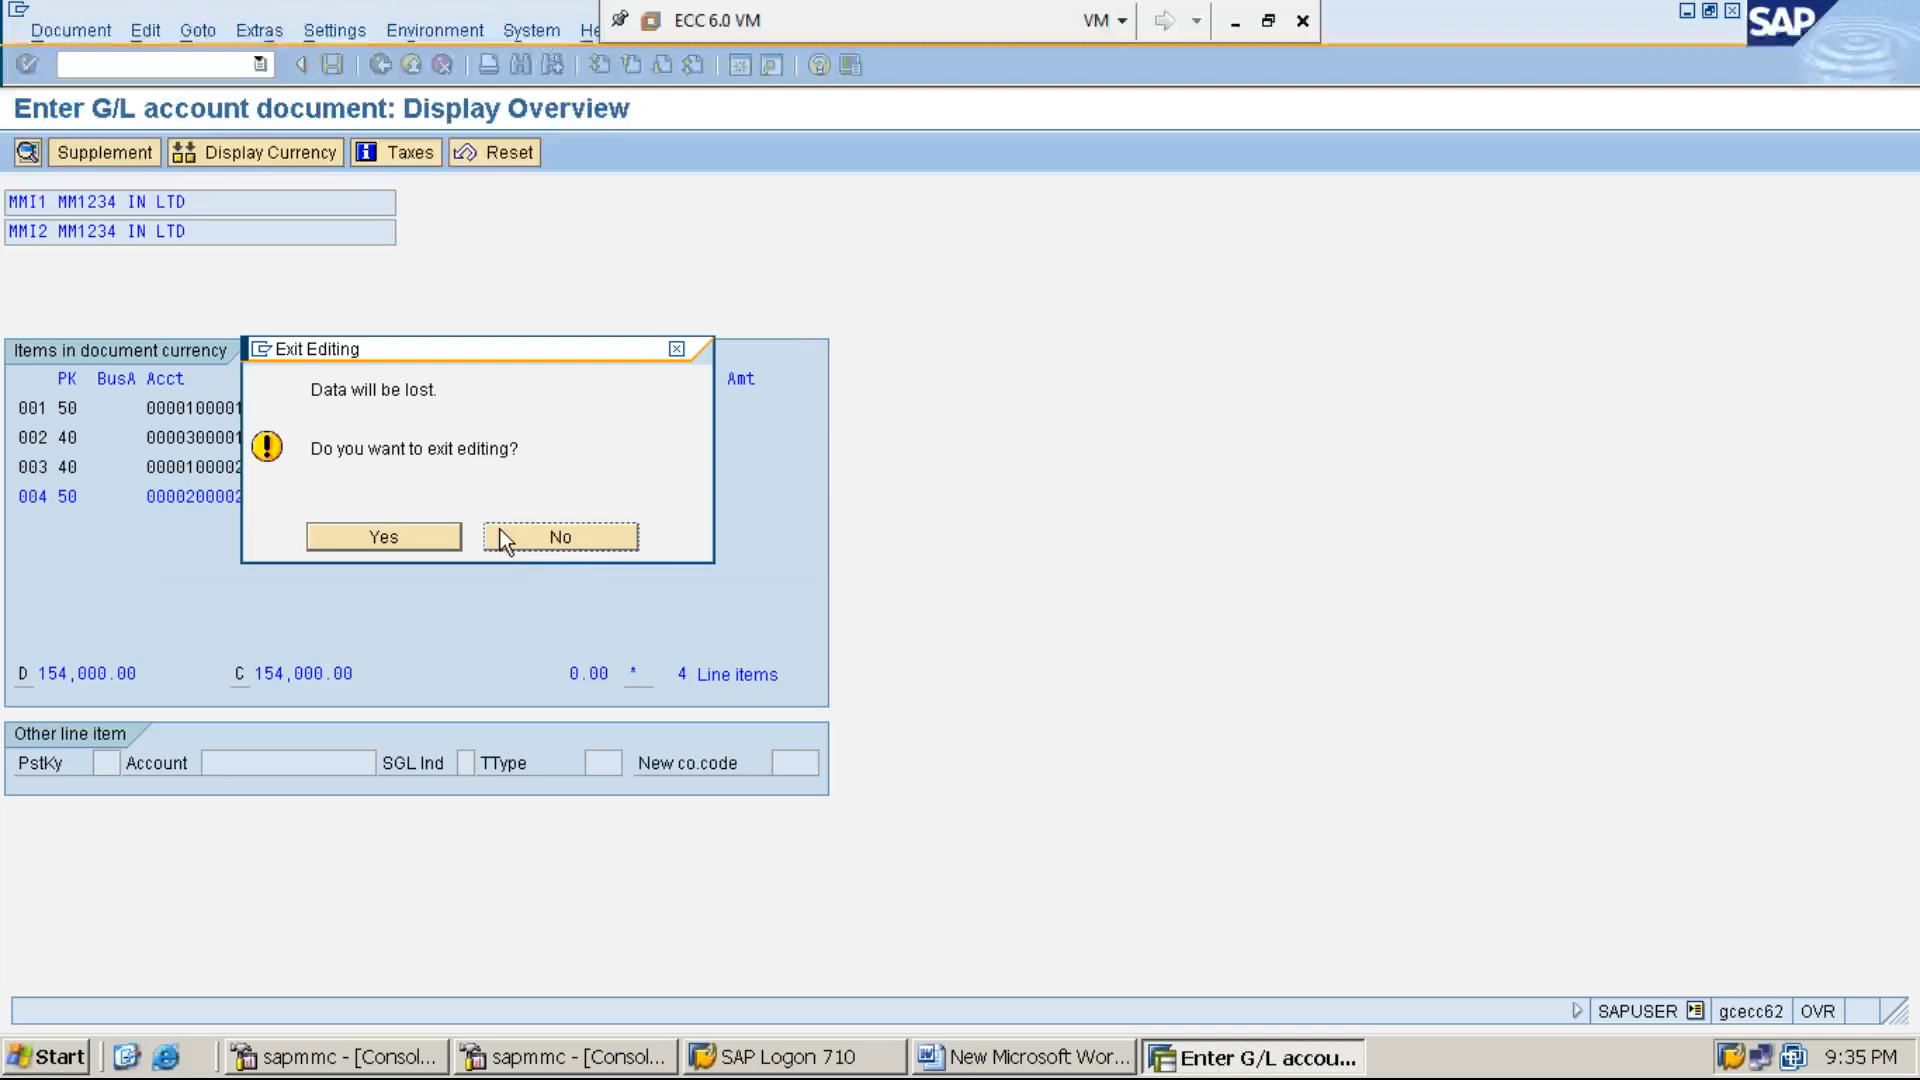 Document Edit Goto Extras Settings Environment System He
ECC 6.0 VM VM
SAP
Enter G/L account document: Display Overview
Supplement Display Currency Taxes Reset
MMI1 MM1234 IN LTD
MMI2 MM1234 IN LTD
Items in document currency
PK BusA Acct Amt
001 50 0000100001
002 40 0000300001
003 40 0000100002
004 50 0000200002
Exit Editing
Data will be lost.
Do you want to exit editing?
Yes No
D 154,000.00 C 154,000.00 0.00 * 4 Line items
Other line item
PstKy Account SGL Ind TType New co.code
SAPUSER gcecc62 OVR
Start sapmmc - [Consol... sapmmc - [Consol... SAP Logon 710 New Microsoft Wor... Enter G/L accou... 9:35 PM